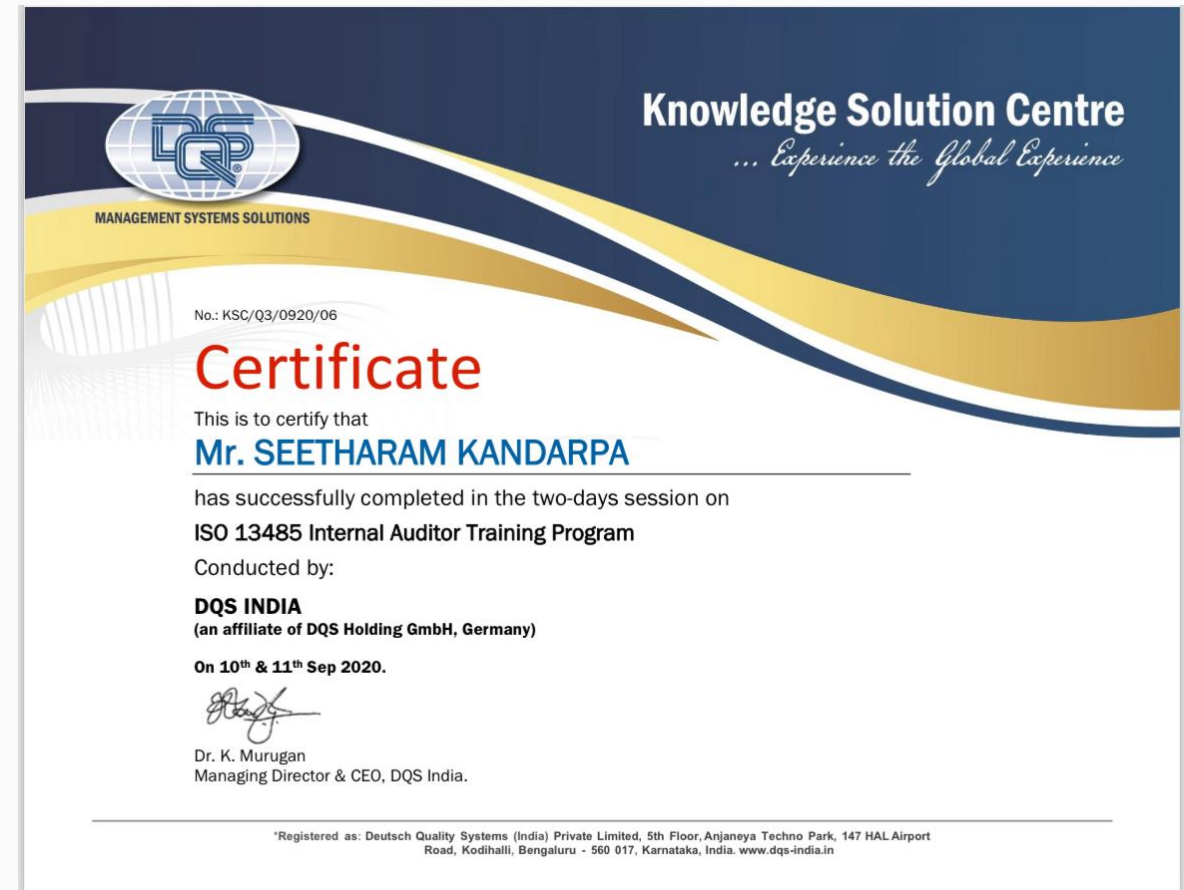 DQS
MANAGEMENT SYSTEMS SOLUTIONS
Knowledge Solution Centre
... Experience the Global Experience
No.: KSC/Q3/0920/06
Certificate
This is to certify that
Mr. SEETHARAM KANDARPA
has successfully completed in the two-days session on
ISO 13485 Internal Auditor Training Program
Conducted by:
DQS INDIA
(an affiliate of DQS Holding GmbH, Germany)
On 10th & 11th Sep 2020.
Dr. K. Murugan
Managing Director & CEO, DQS India.
*Registered as: Deutsch Quality Systems (India) Private Limited, 5th Floor, Anjaneya Techno Park, 147 HAL Airport
Road, Kodihalli, Bengaluru - 560 017, Karnataka, India. www.dqs-india.in